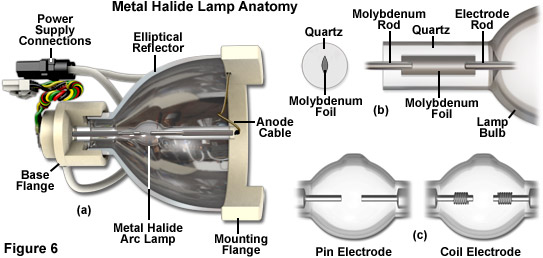 Metal Halide Lamp Anatomy
Power
Supply
Connections
Elliptical
Reflector
Anode
Cable
Base
Flange
(a)
Metal Halide
Arc Lamp
Mounting
Flange
Figure 6
Quartz
Molybdenum
Foil
Molybdenum
Rod
Quartz
Electrode
Rod
(b)
Molybdenum
Foil
Lamp
Bulb
Pin Electrode
(c)
Coil Electrode